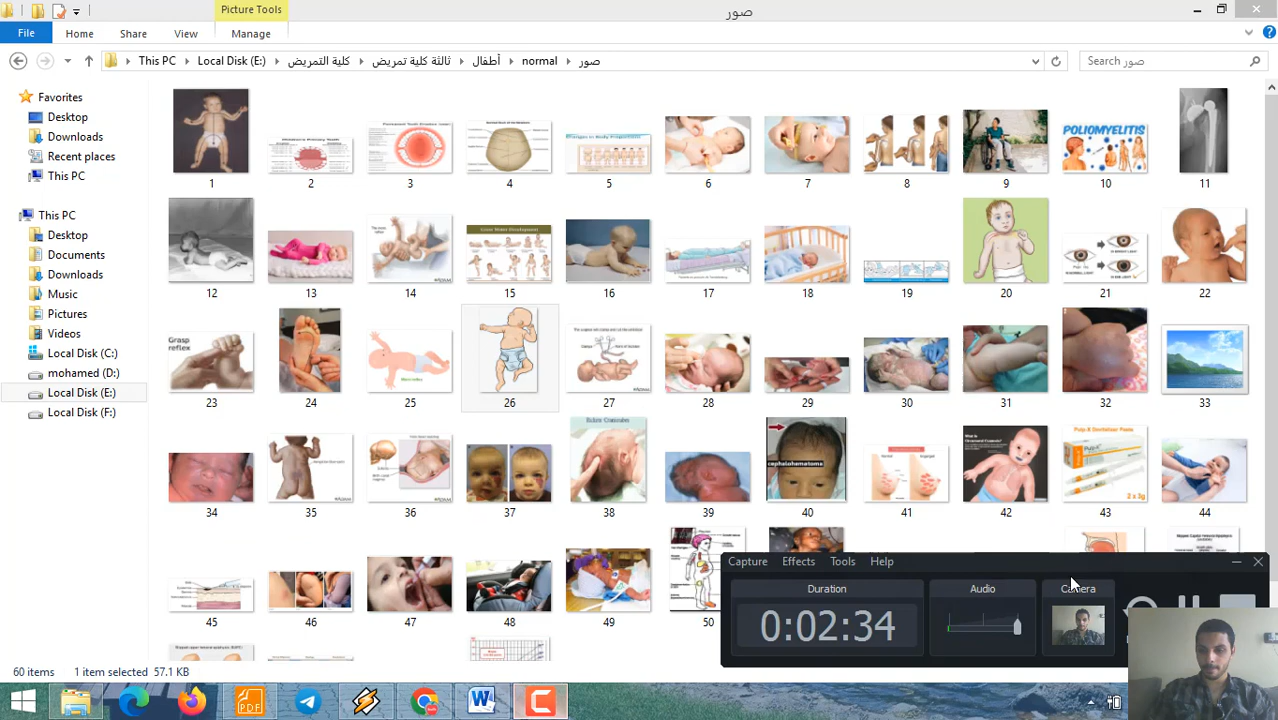 Picture Tools
صور
File
Home
Share
View
Manage
This PC
Local Disk (E:)
كلية التمريض
ثالثة كلية تمريض
أطفال
normal
صور
Search صور
Favorites
Desktop
Downloads
Recent places
This PC
This PC
Desktop
Documents
Downloads
Music
Pictures
Videos
Local Disk (C:)
mohamed (D:)
Local Disk (E:)
Local Disk (F:)
POLIOMYELITIS
1
2
3
4
5
6
7
8
9
10
11
12
13
14
15
16
17
18
19
20
21
22
Grasp
reflex
23
24
25
26
27
28
29
30
31
32
33
cephalohematoma
34
35
36
37
38
39
40
41
42
43
44
45
46
47
48
49
50
Capture
Effects
Tools
Help
Duration
Audio
Camera
0:02:34
60 items
1 item selected 57.1 KB
PDF